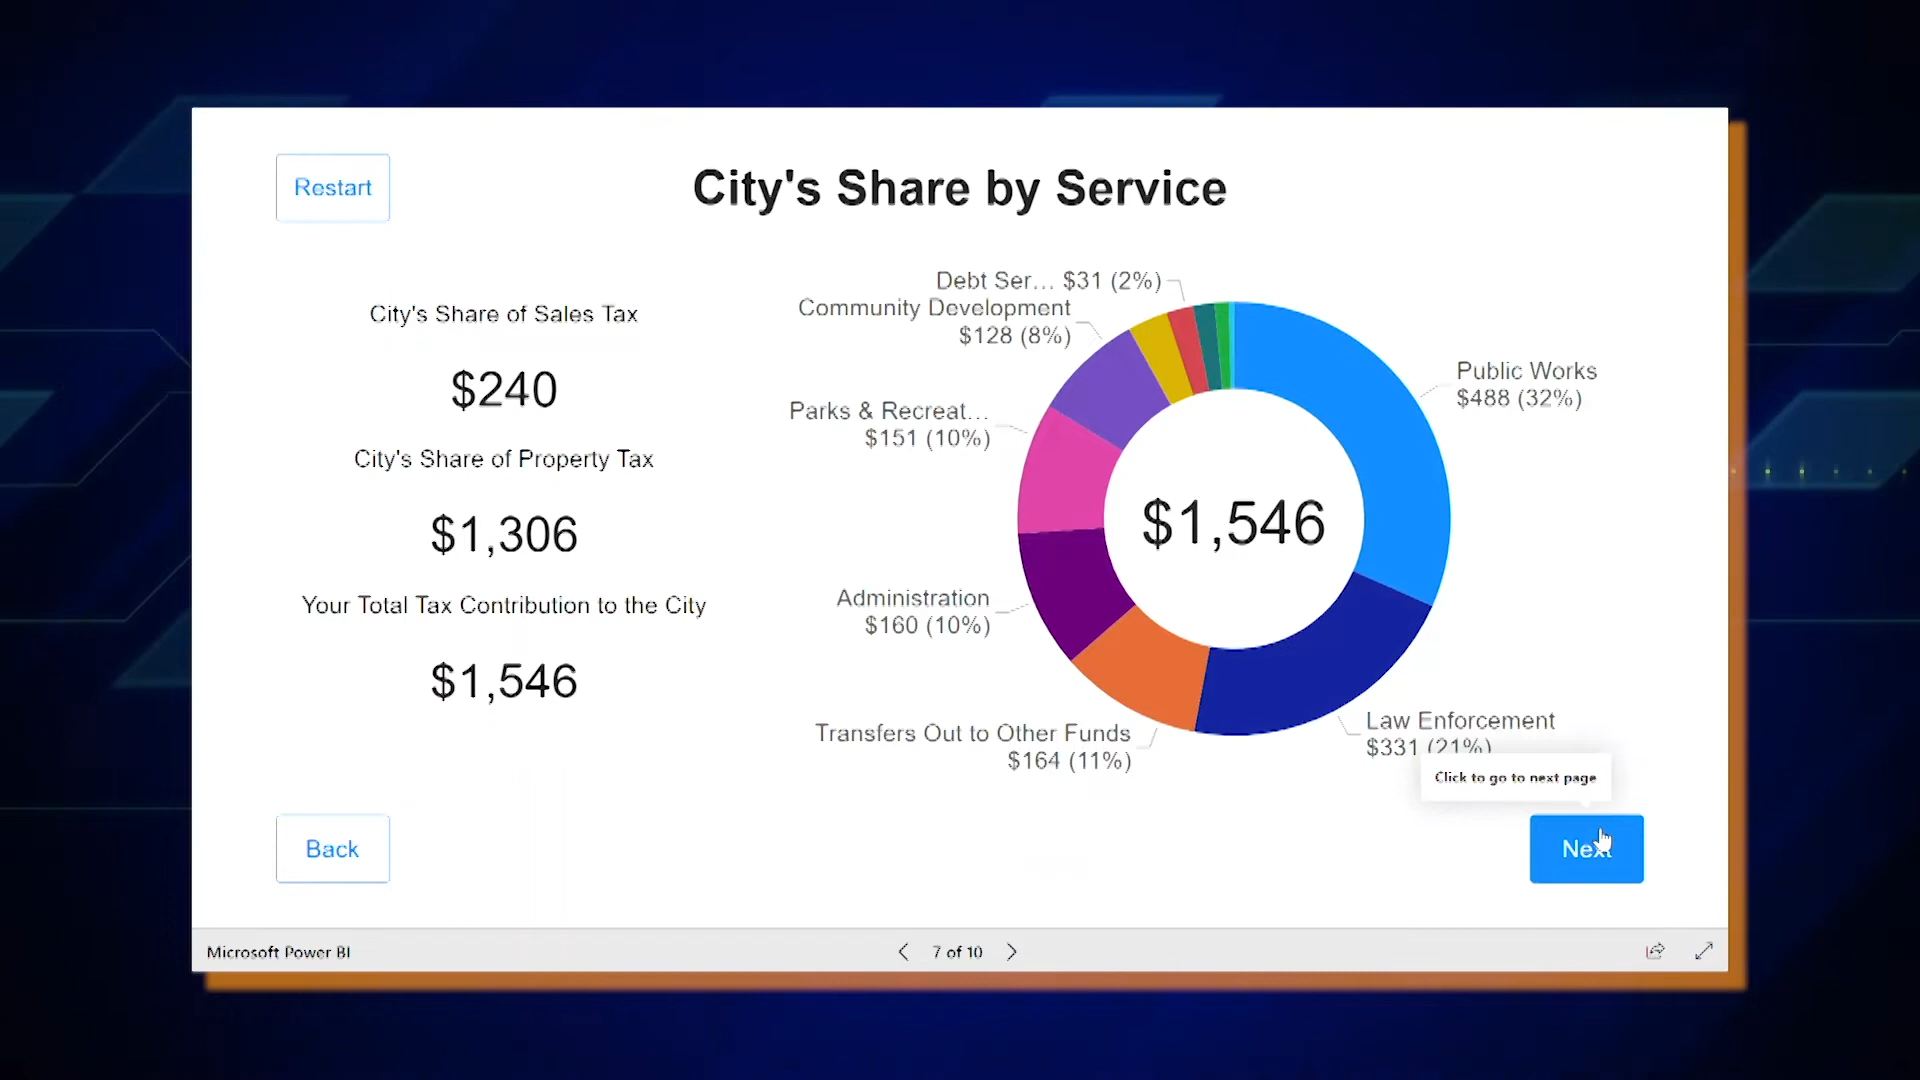 Restart
City's Share by Service
City's Share of Sales Tax
$240
City's Share of Property Tax
$1,306
Your Total Tax Contribution to the City
$1,546
Debt Ser... $31 (2%)
Community Development
$128 (8%)
Parks & Recreat...
$151 (10%)
Administration
$160 (10%)
Transfers Out to Other Funds
$164 (11%)
$1,546
Public Works
$488 (32%)
Law Enforcement
$331 (21%)
Click to go to next page
Back
Next
Microsoft Power BI
7 of 10